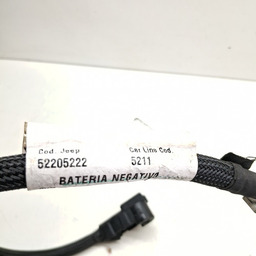 Cod. Jeep Car Line Cod.
52205222 5211
BATERIA NEGATIVA